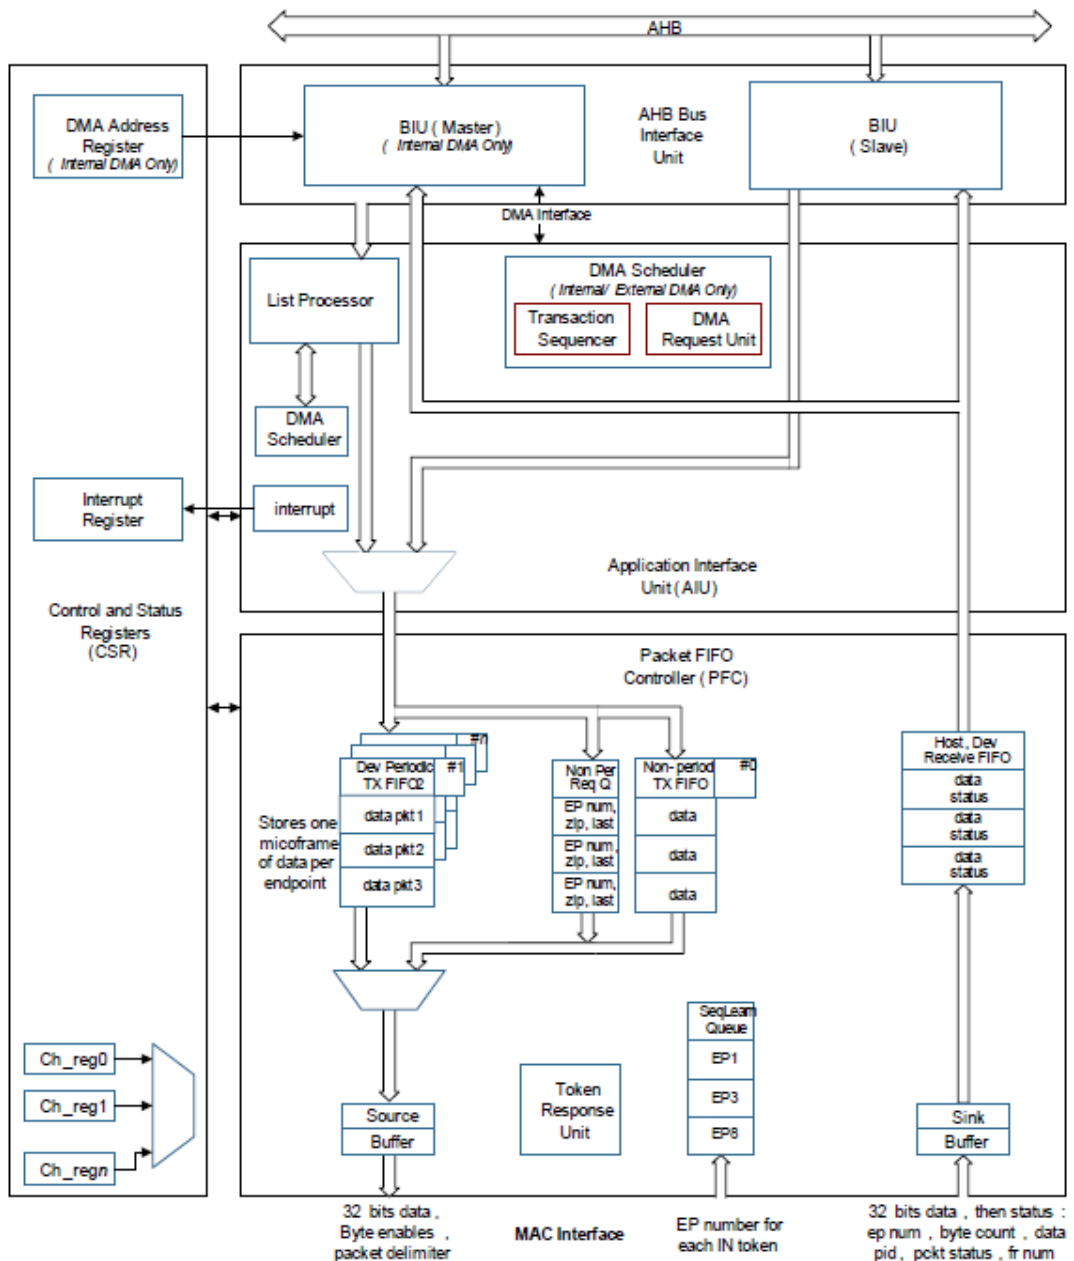 AHB
DMA Address
Register
( Internal DMA Only)
BIU ( Master)
( Internal DMA Only)
AHB Bus
Interface
Unit
BIU
( Slave)
DMA Interface
List Processor
DMA Scheduler
( Internal/ External DMA Only)
Transaction
Sequencer
DMA
Request Unit
DMA
Scheduler
Interrupt
Register
interrupt
Application Interface
Unit (AIU)
Control and Status
Registers
(CSR)
Packet FIFO
Controller ( PFC)
#n
#1
Dev Periodic
TX FIFO2
data pkt1
data pkt2
data pkt3
Stores one
micoframe
of data per
endpoint
Non Per
Req Q
EP num,
zlp, last
EP num,
zlp, last
EP num,
zlp, last
Non- period
TX FIFO
#0
data
data
data
Host, Dev
Receive FIFO
data
status
data
status
data
status
SeqLearn
Queue
EP1
EP3
EP8
Ch_reg0
Ch_reg1
Ch_regn
Token
Response
Unit
Source
Buffer
Sink
Buffer
32 bits data ,
Byte enables ,
packet delimiter
MAC Interface
EP number for
each IN token
32 bits data , then status :
ep num , byte count , data
pid , pckt status , fr num